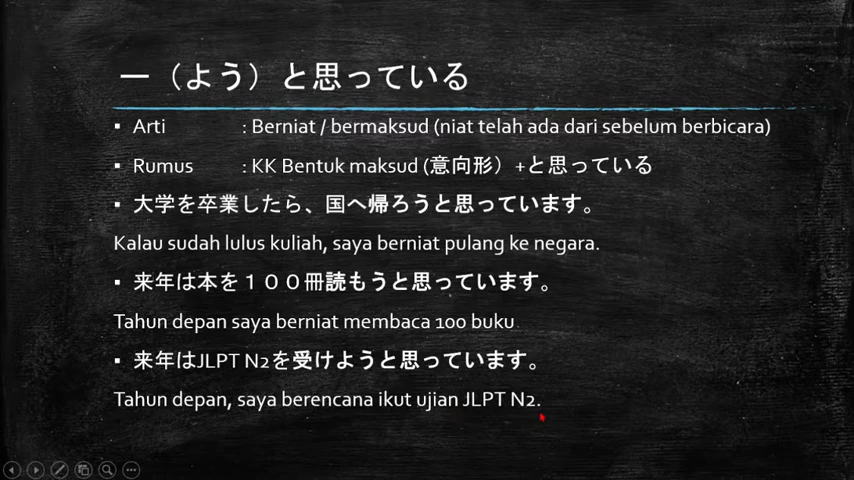 ー（よう）と思っている
▪ Arti : Berniat / bermaksud (niat telah ada dari sebelum berbicara)
▪ Rumus : KK Bentuk maksud (意向形）+と思っている
▪ 大学を卒業したら、国へ帰ろうと思っています。
Kalau sudah lulus kuliah, saya berniat pulang ke negara.
▪ 来年は本を１００冊読もうと思っています。
Tahun depan saya berniat membaca 100 buku
▪ 来年はJLPT N2を受けようと思っています。
Tahun depan, saya berencana ikut ujian JLPT N2.